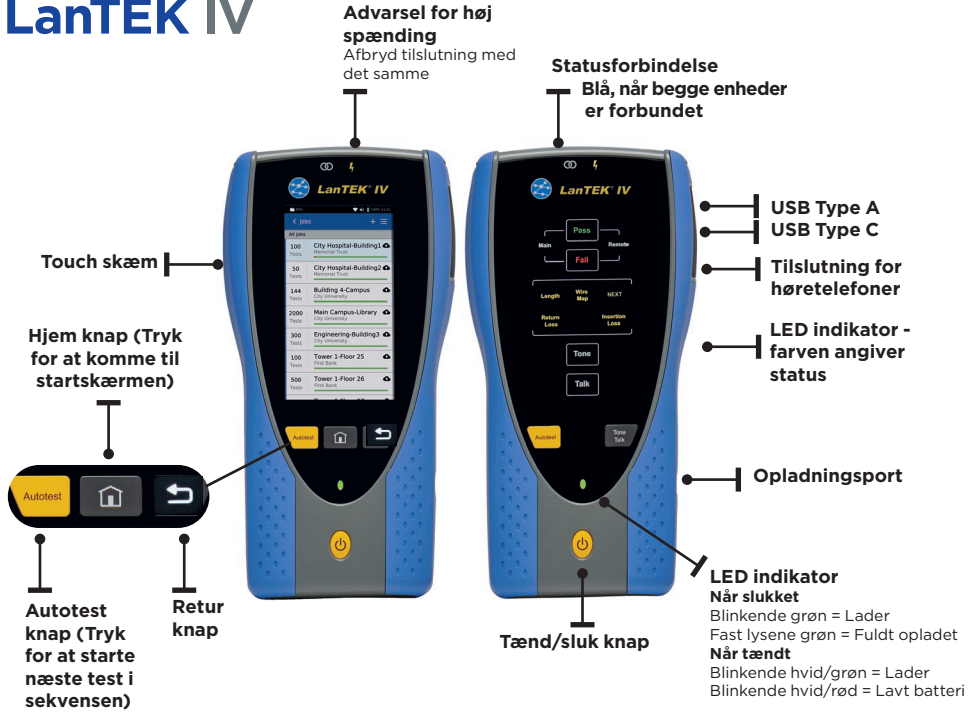 LanTEK IV
Advarsel for høj
spænding
Afbryd tilslutning med
det samme
Statusforbindelse
Blå, når begge enheder
er forbundet
Touch skæm
Hjem knap (Tryk
for at komme til
startskærmen)
Autotest
Autotest
knap (Tryk
for at starte
næste test i
sekvensen)
Retur
knap
LanTEK® IV
< Jobs
All Jobs
100 City Hospital-Building1
Tests Memorial Trust
50 City Hospital-Building2
Tests Memorial Trust
144 Building 4-Campus
Tests City University
2000 Main Campus-Library
Tests City University
300 Engineering-Building3
Tests City University
100 Tower 1-Floor 25
Tests First Bank
500 Tower 1-Floor 26
Tests First Bank
Autotest
LanTEK® IV
Pass
Main Remote
Fail
Length Wire Map NEXT
Return Loss Insertion Loss
Tone
Talk
Autotest
Tone
Talk
USB Type A
USB Type C
Tilslutning for
høretelefoner
LED indikator -
farven angiver
status
Opladningsport
Tænd/sluk knap
LED indikator
Når slukket
Blinkende grøn = Lader
Fast lysene grøn = Fuldt opladet
Når tændt
Blinkende hvid/grøn = Lader
Blinkende hvid/rød = Lavt batteri